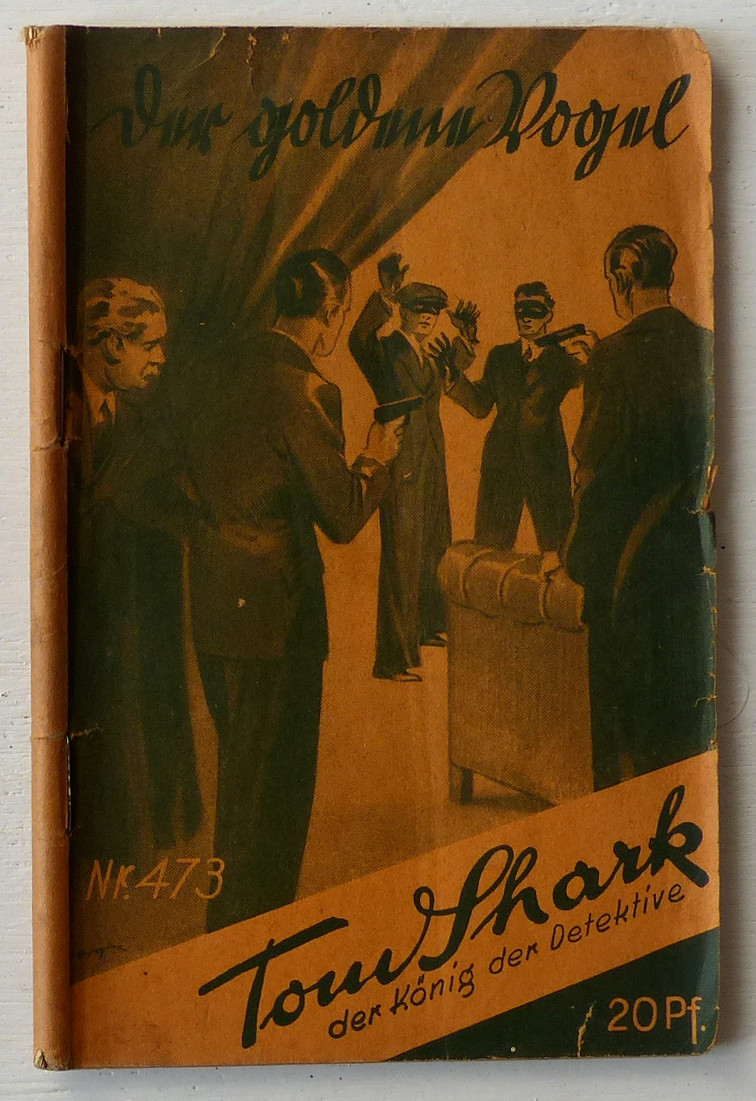 der goldene Vogel
Nr. 473
Tom Shark
der König der Detektive
20 Pf.